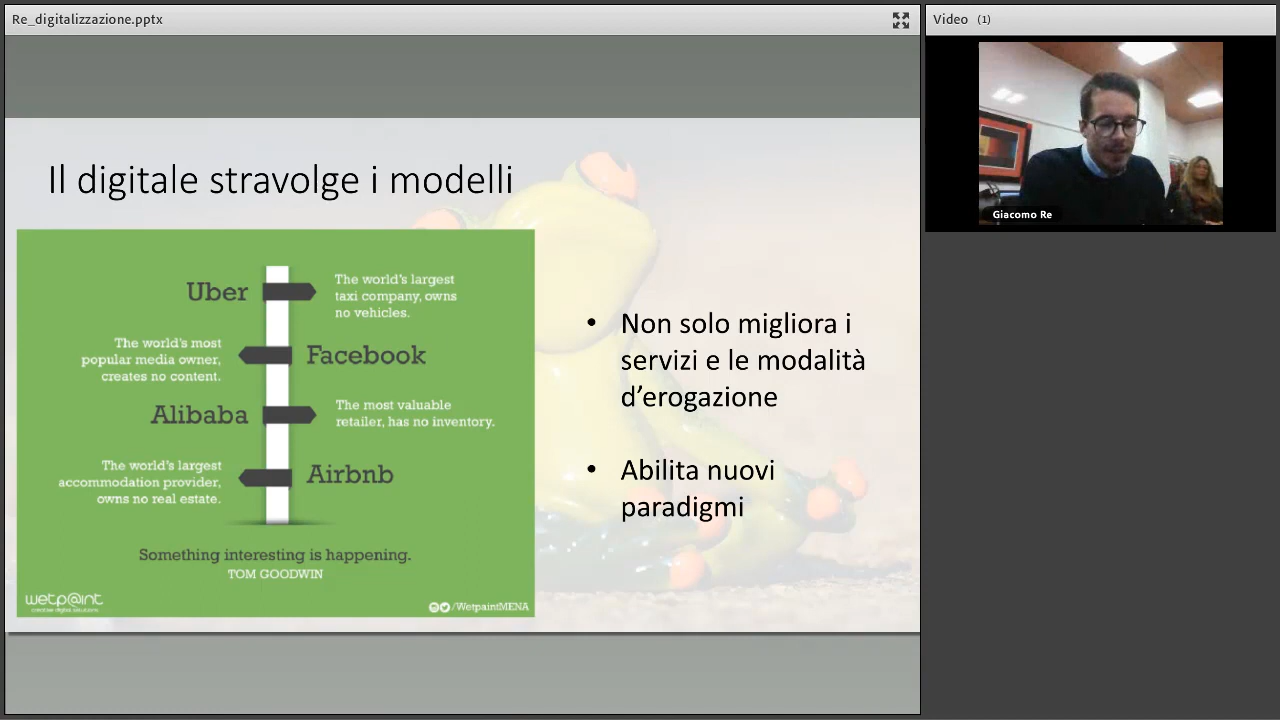 Re_digitalizzazione.pptx
Video (1)
Giacomo Re
Il digitale stravolge i modelli
Uber
The world's largest
taxi company, owns
no vehicles.
The world's most
popular media owner,
creates no content.
Facebook
Alibaba
The most valuable
retailer, has no inventory.
The world's largest
accommodation provider,
owns no real estate.
Airbnb
Something interesting is happening.
TOM GOODWIN
wetp@int
creative digital solutions
/WetpaintMENA
• Non solo migliora i
servizi e le modalità
d'erogazione
• Abilita nuovi
paradigmi